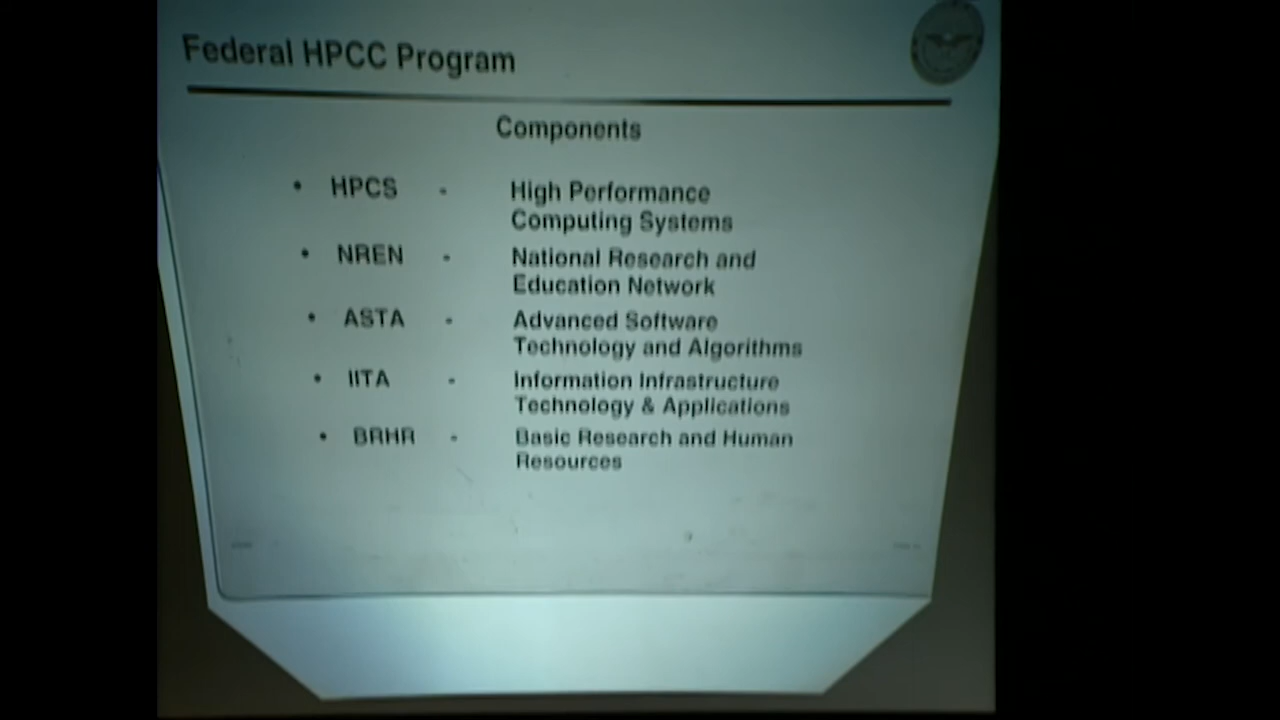 Federal HPCC Program
Components
• HPCS - High Performance
Computing Systems
• NREN - National Research and
Education Network
• ASTA - Advanced Software
Technology and Algorithms
• IITA - Information Infrastructure
Technology & Applications
• BRHR - Basic Research and Human
Resources